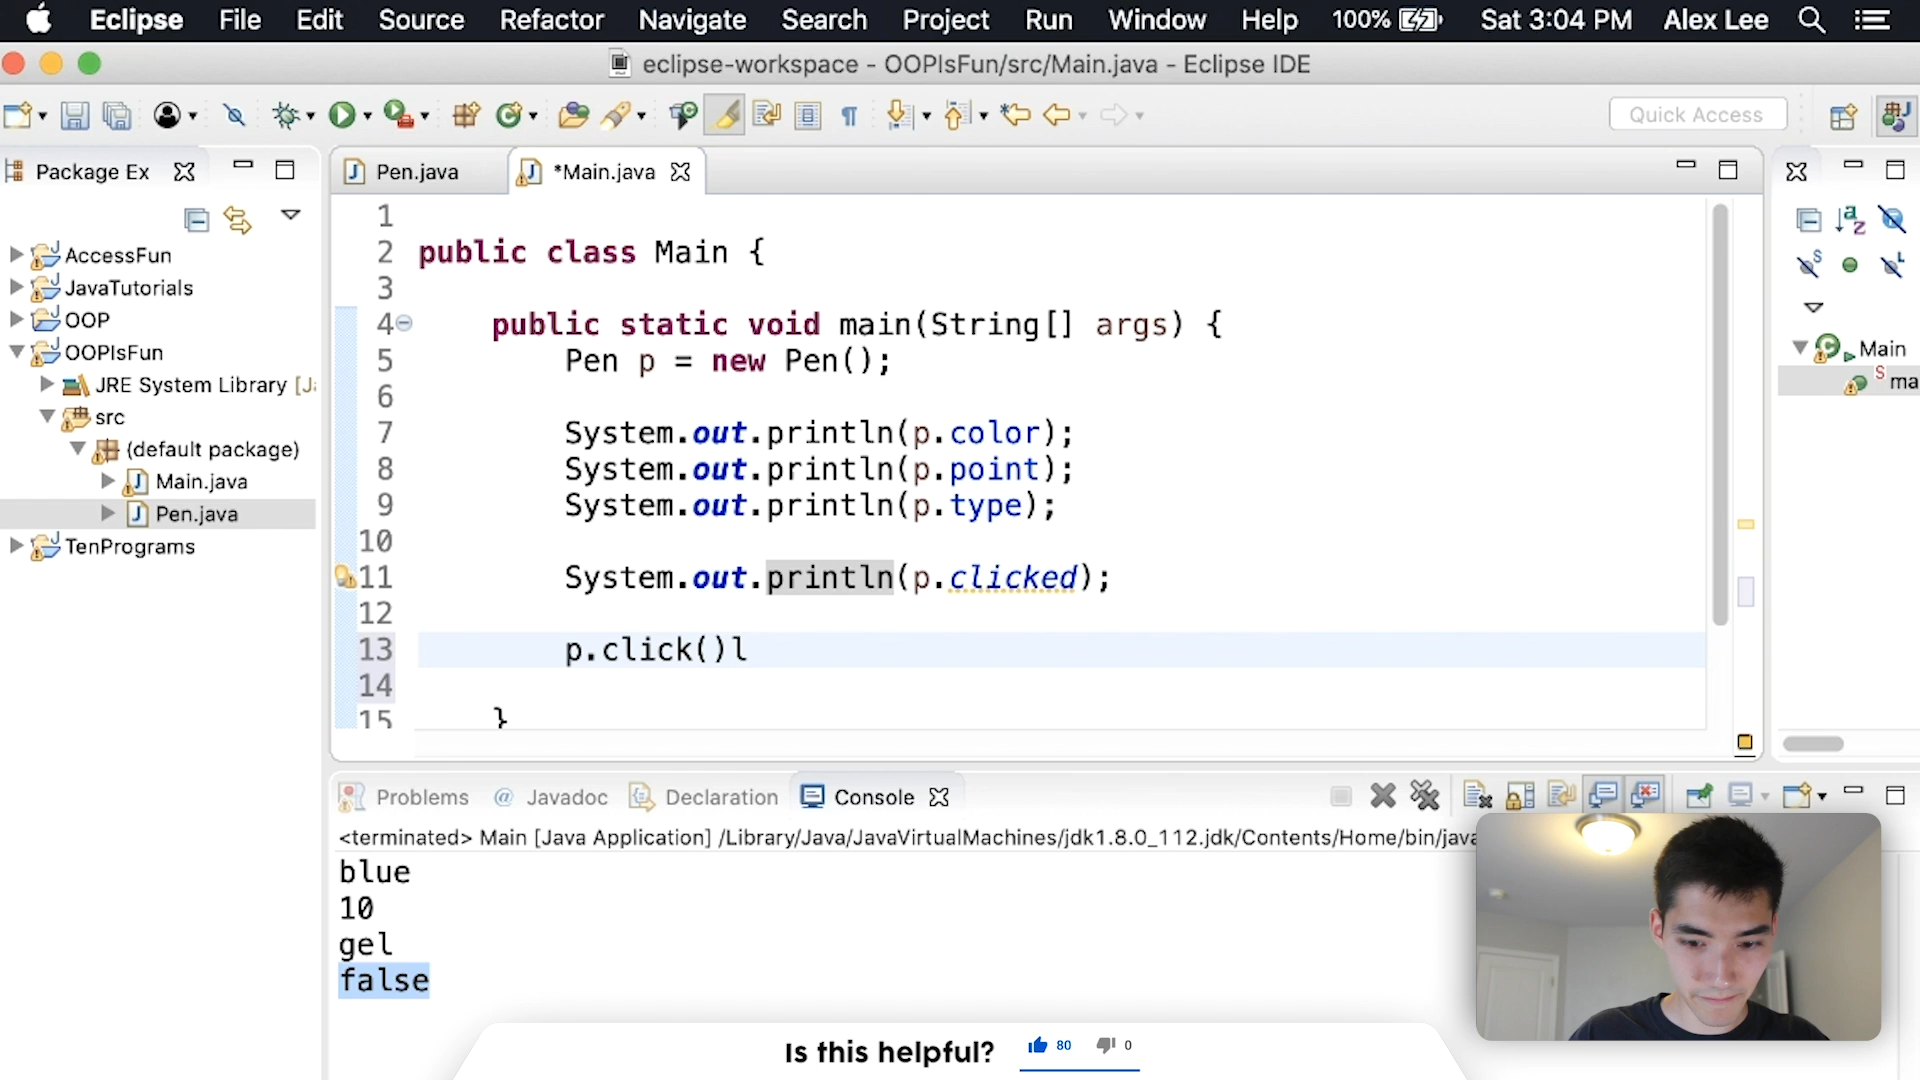 Eclipse File Edit Source Refactor Navigate Search Project Run Window Help 100% Sat 3:04 PM Alex Lee
eclipse-workspace - OOPIsFun/src/Main.java - Eclipse IDE
Quick Access
Package Ex
AccessFun
JavaTutorials
OOP
OOPIsFun
JRE System Library [J
src
(default package)
Main.java
Pen.java
TenPrograms
Pen.java
*Main.java
1
2 public class Main {
3
4 public static void main(String[] args) {
5 Pen p = new Pen();
6
7 System.out.println(p.color);
8 System.out.println(p.point);
9 System.out.println(p.type);
10
11 System.out.println(p.clicked);
12
13 p.click()l
14
15 }
Main
S ma
Problems @ Javadoc Declaration Console
<terminated> Main [Java Application] /Library/Java/JavaVirtualMachines/jdk1.8.0_112.jdk/Contents/Home/bin/java
blue
10
gel
false
Is this helpful? 80 0